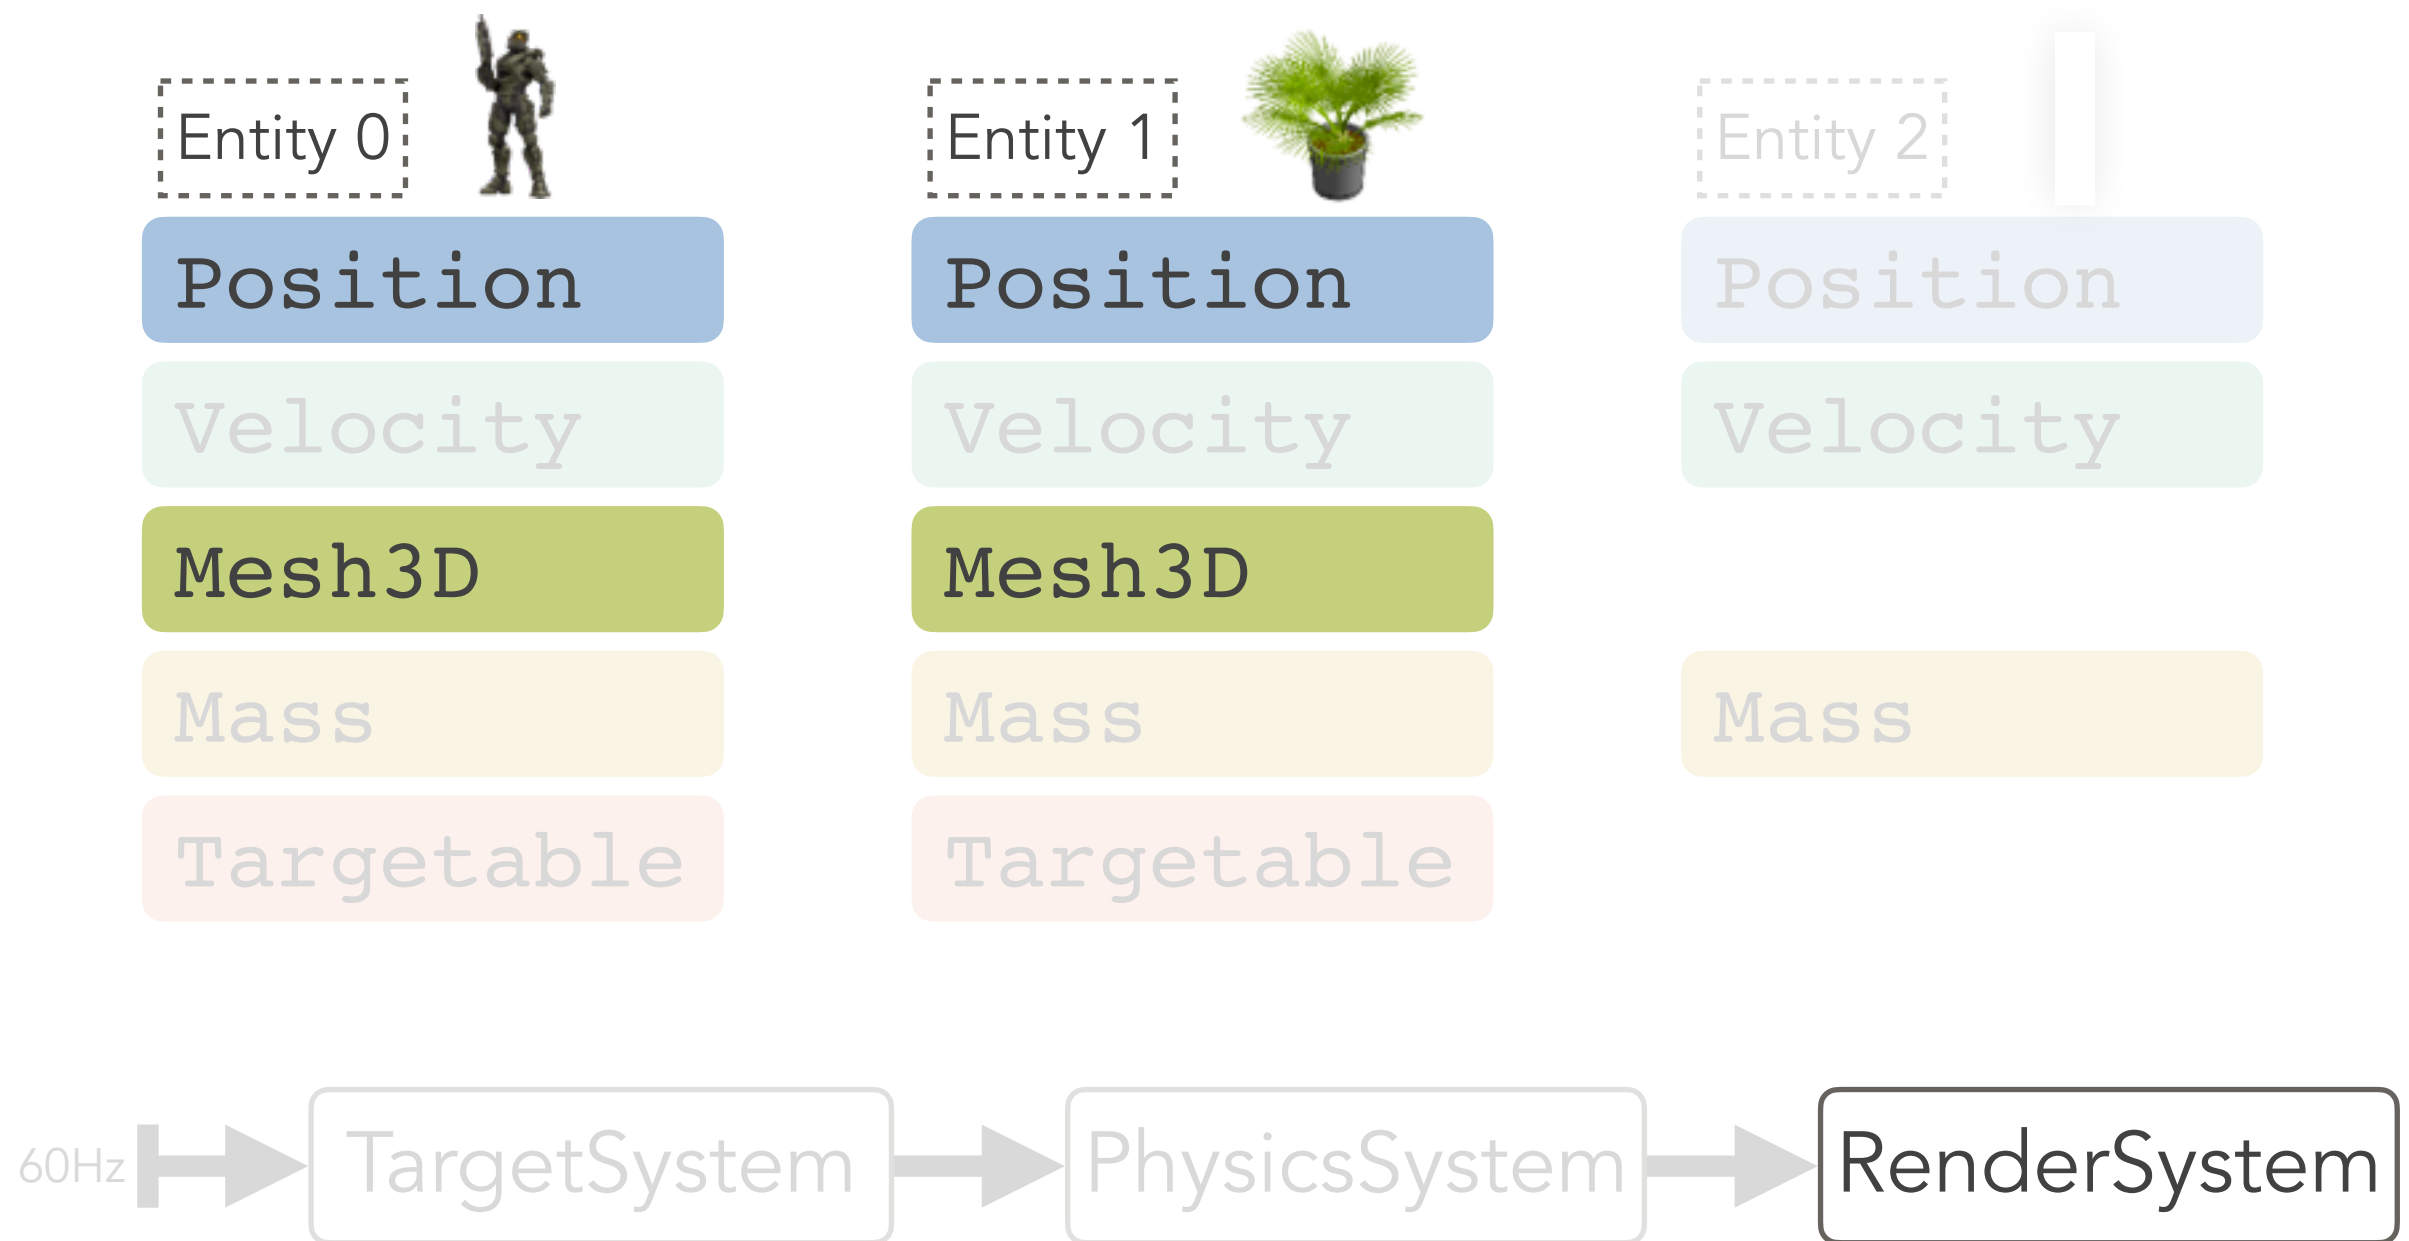 Entity 0
Entity 1
Entity 2
Position
Position
Position
Velocity
Velocity
Velocity
Mesh3D
Mesh3D
Mass
Mass
Mass
Targetable
Targetable
60Hz
TargetSystem
PhysicsSystem
RenderSystem